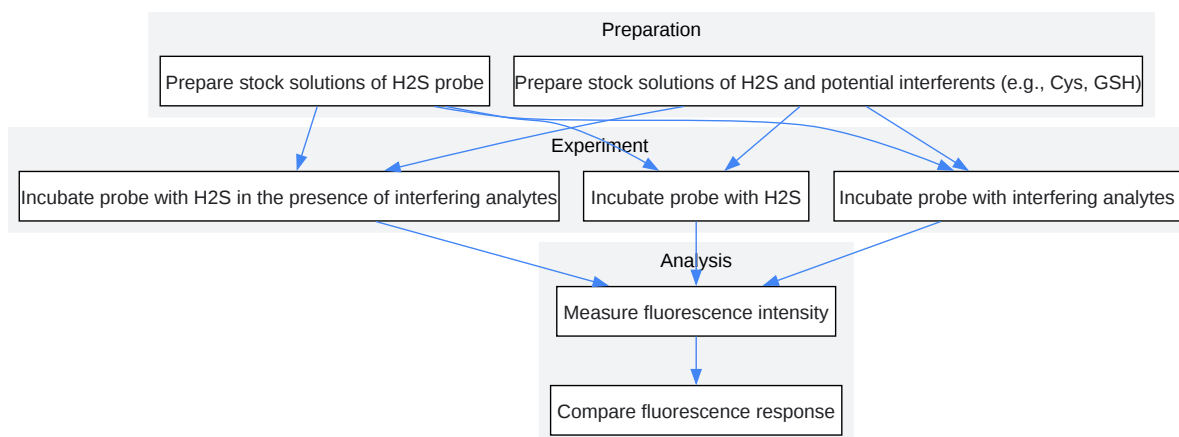 Preparation
Prepare stock solutions of H2S probe
Prepare stock solutions of H2S and potential interferents (e.g., Cys, GSH)
Experiment
Incubate probe with H2S in the presence of interfering analytes
Incubate probe with H2S
Incubate probe with interfering analytes
Analysis
Measure fluorescence intensity
Compare fluorescence response